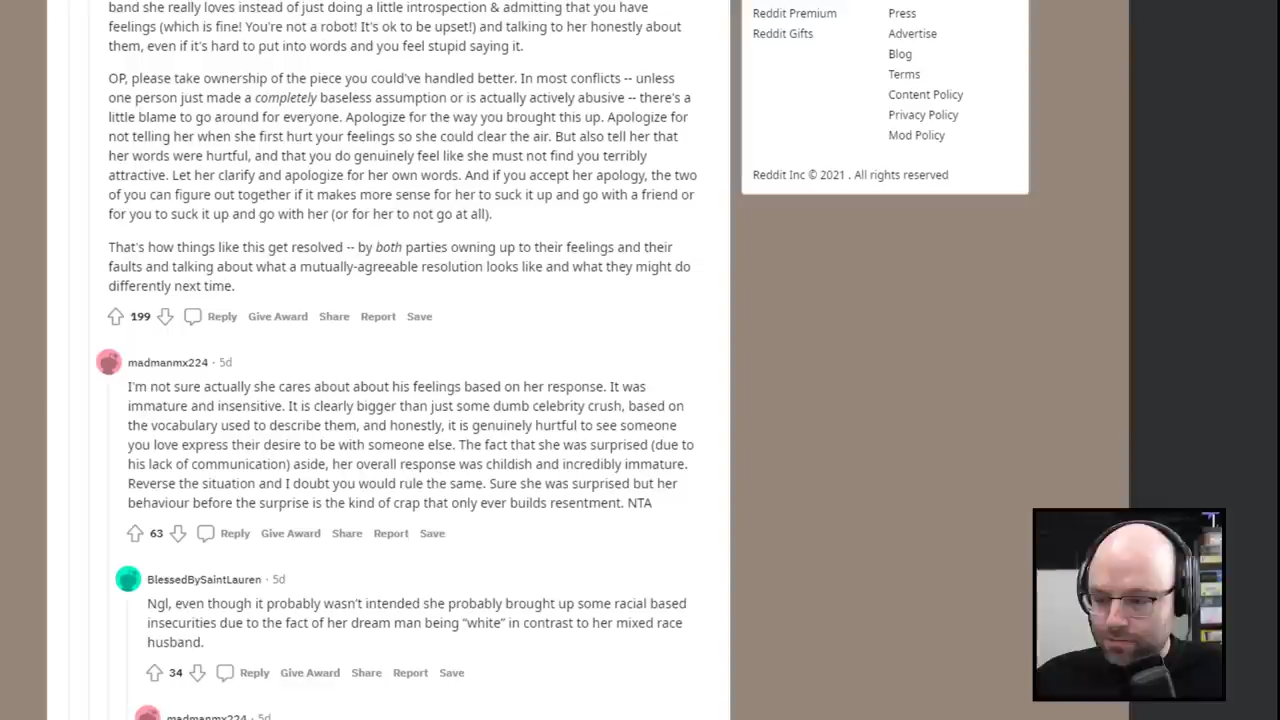 band she really loves instead of just doing a little introspection & admitting that you have
feelings (which is fine! You're not a robot! It's ok to be upset!) and talking to her honestly about
them, even if it's hard to put into words and you feel stupid saying it.
OP, please take ownership of the piece you could've handled better. In most conflicts -- unless
one person just made a completely baseless assumption or is actually actively abusive -- there's a
little blame to go around for everyone. Apologize for the way you brought this up. Apologize for
not telling her when she first hurt your feelings so she could clear the air. But also tell her that
her words were hurtful, and that you do genuinely feel like she must not find you terribly
attractive. Let her clarify and apologize for her own words. And if you accept her apology, the two
of you can figure out together if it makes more sense for her to suck it up and go with a friend or
for you to suck it up and go with her (or for her to not go at all).
That's how things like this get resolved -- by both parties owning up to their feelings and their
faults and talking about what a mutually-agreeable resolution looks like and what they might do
differently next time.
199 Reply Give Award Share Report Save
madmanmx224 · 5d
I'm not sure actually she cares about about his feelings based on her response. It was
immature and insensitive. It is clearly bigger than just some dumb celebrity crush, based on
the vocabulary used to describe them, and honestly, it is genuinely hurtful to see someone
you love express their desire to be with someone else. The fact that she was surprised (due to
his lack of communication) aside, her overall response was childish and incredibly immature.
Reverse the situation and I doubt you would rule the same. Sure she was surprised but her
behaviour before the surprise is the kind of crap that only ever builds resentment. NTA
63 Reply Give Award Share Report Save
BlessedBySaintLauren · 5d
Ngl, even though it probably wasn't intended she probably brought up some racial based
insecurities due to the fact of her dream man being “white” in contrast to her mixed race
husband.
34 Reply Give Award Share Report Save
madmanmx224 · 5d
Reddit Premium
Reddit Gifts
Press
Advertise
Blog
Terms
Content Policy
Privacy Policy
Mod Policy
Reddit Inc © 2021 . All rights reserved